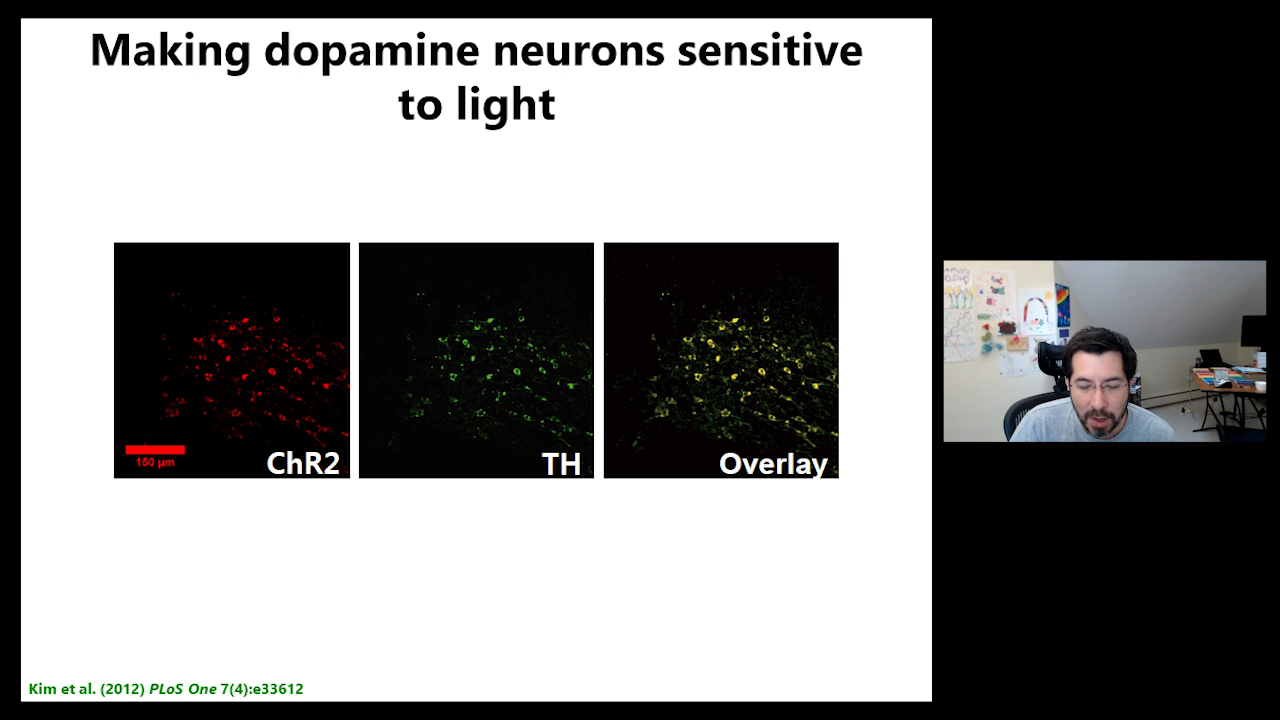 Making dopamine neurons sensitive
to light
150 µm
ChR2
TH
Overlay
Kim et al. (2012) PLoS One 7(4):e33612